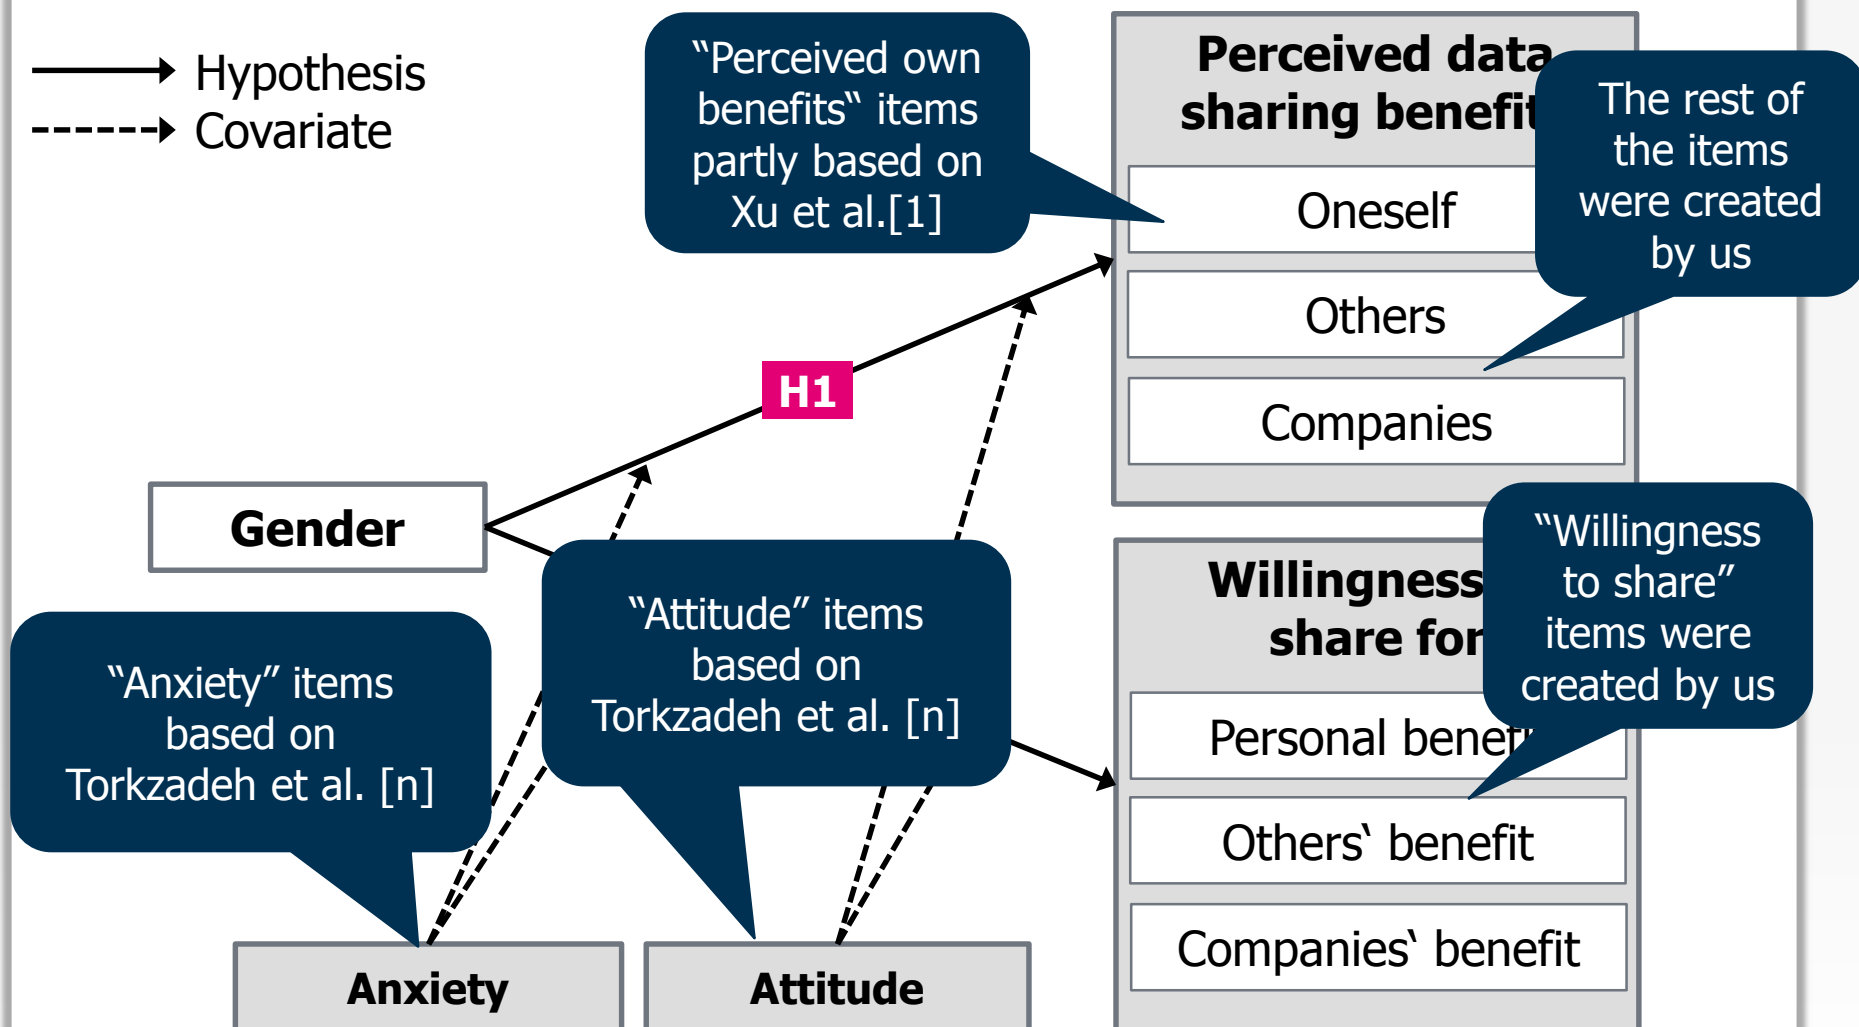 Hypothesis
Covariate
“Perceived own
benefits“ items
partly based on
Xu et al.[1]
Perceived data
sharing benefit
The rest of
the items
were created
by us
Oneself
Others
Companies
H1
Gender
“Anxiety” items
based on
Torkzadeh et al. [n]
“Attitude” items
based on
Torkzadeh et al. [n]
Willingness
share for
“Willingness
to share”
items were
created by us
Personal benefi
Others‘ benefit
Companies‘ benefit
Anxiety
Attitude